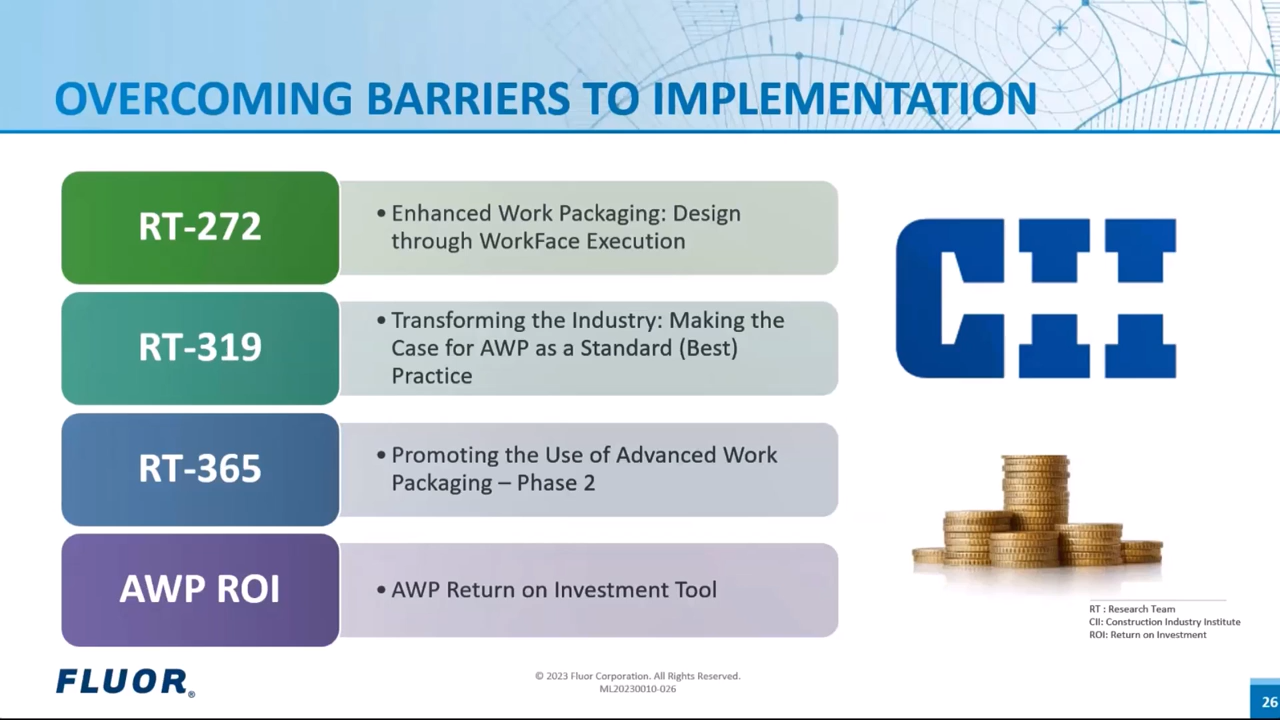 OVERCOMING BARRIERS TO IMPLEMENTATION
RT-272
• Enhanced Work Packaging: Design
through WorkFace Execution
RT-319
• Transforming the Industry: Making the
Case for AWP as a Standard (Best)
Practice
RT-365
• Promoting the Use of Advanced Work
Packaging – Phase 2
AWP ROI
• AWP Return on Investment Tool
CII
RT : Research Team
CII: Construction Industry Institute
ROI: Return on Investment
FLUOR®
© 2023 Fluor Corporation. All Rights Reserved.
ML20230010-026
26